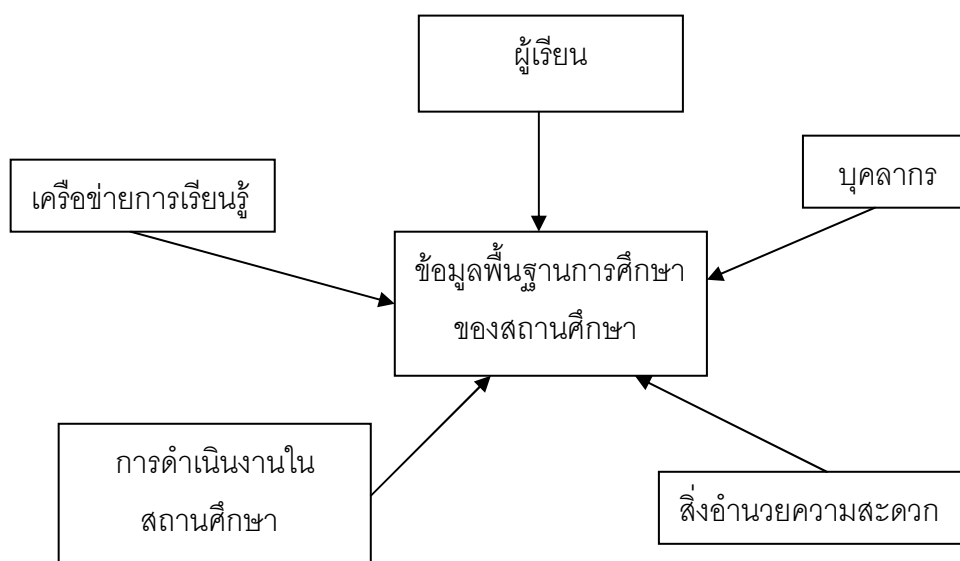 ผู้เรียน
บุคลากร
เครือข่ายการเรียนรู้
ข้อมูลพื้นฐานการศึกษา
ของสถานศึกษา
การดำเนินงานใน
สถานศึกษา
สิ่งอำนวยความสะดวก